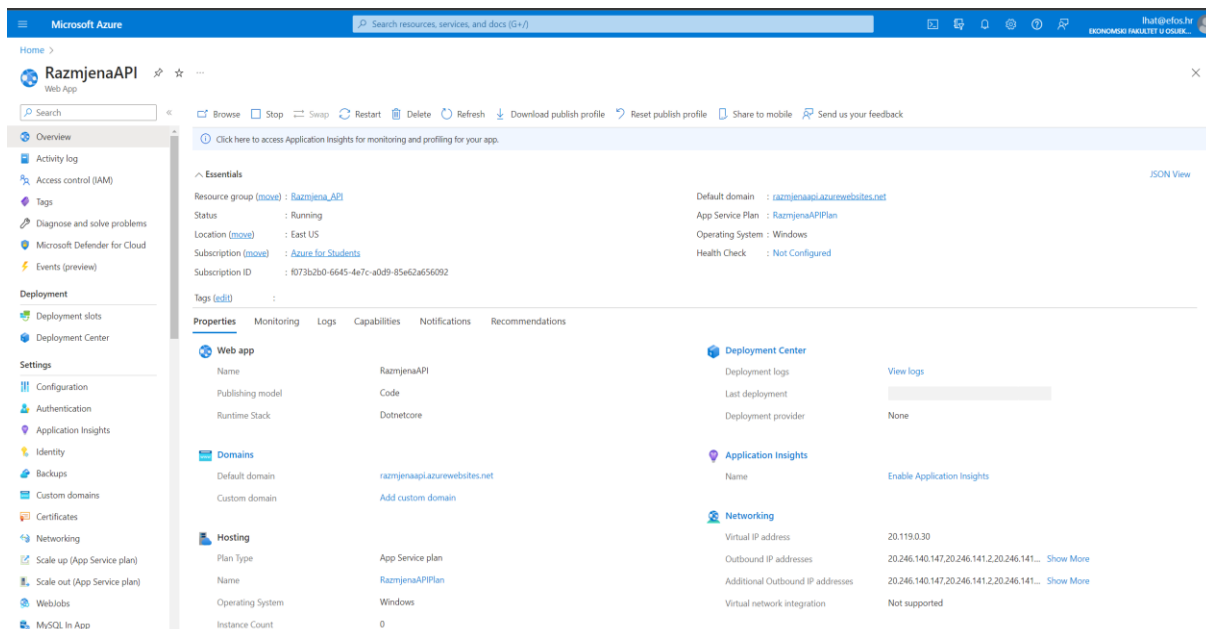 Microsoft Azure
Search resources, services, and docs (G+/)
lhat@efos.hr
EKONOMSKI FAKULTET U OSIJEK...
Home >
RazmjenaAPI
Web App
Search
Browse Stop Swap Restart Delete Refresh Download publish profile Reset publish profile Share to mobile Send us your feedback
Click here to access Application Insights for monitoring and profiling for your app.
Overview
Activity log
Access control (IAM)
Tags
Diagnose and solve problems
Microsoft Defender for Cloud
Events (preview)
Deployment
Deployment slots
Deployment Center
Settings
Configuration
Authentication
Application Insights
Identity
Backups
Custom domains
Certificates
Networking
Scale up (App Service plan)
Scale out (App Service plan)
WebJobs
MySQL In App
Essentials
JSON View
Resource group (move) : Razmjena_API
Status : Running
Location (move) : East US
Subscription (move) : Azure for Students
Subscription ID : f073b2b0-6645-4e7c-a0d9-85e62a656092
Default domain : razmjenaapi.azurewebsites.net
App Service Plan : RazmjenaAPIPlan
Operating System : Windows
Health Check : Not Configured
Tags (edit) :
Properties Monitoring Logs Capabilities Notifications Recommendations
Web app
Name RazmjenaAPI
Publishing model Code
Runtime Stack Dotnetcore
Domains
Default domain razmjenaapi.azurewebsites.net
Custom domain Add custom domain
Hosting
Plan Type App Service plan
Name RazmjenaAPIPlan
Operating System Windows
Instance Count 0
Deployment Center
Deployment logs View logs
Last deployment
Deployment provider None
Application Insights
Name Enable Application Insights
Networking
Virtual IP address 20.119.0.30
Outbound IP addresses 20.246.140.147,20.246.141.2,20.246.141... Show More
Additional Outbound IP addresses 20.246.140.147,20.246.141.2,20.246.141... Show More
Virtual network integration Not supported